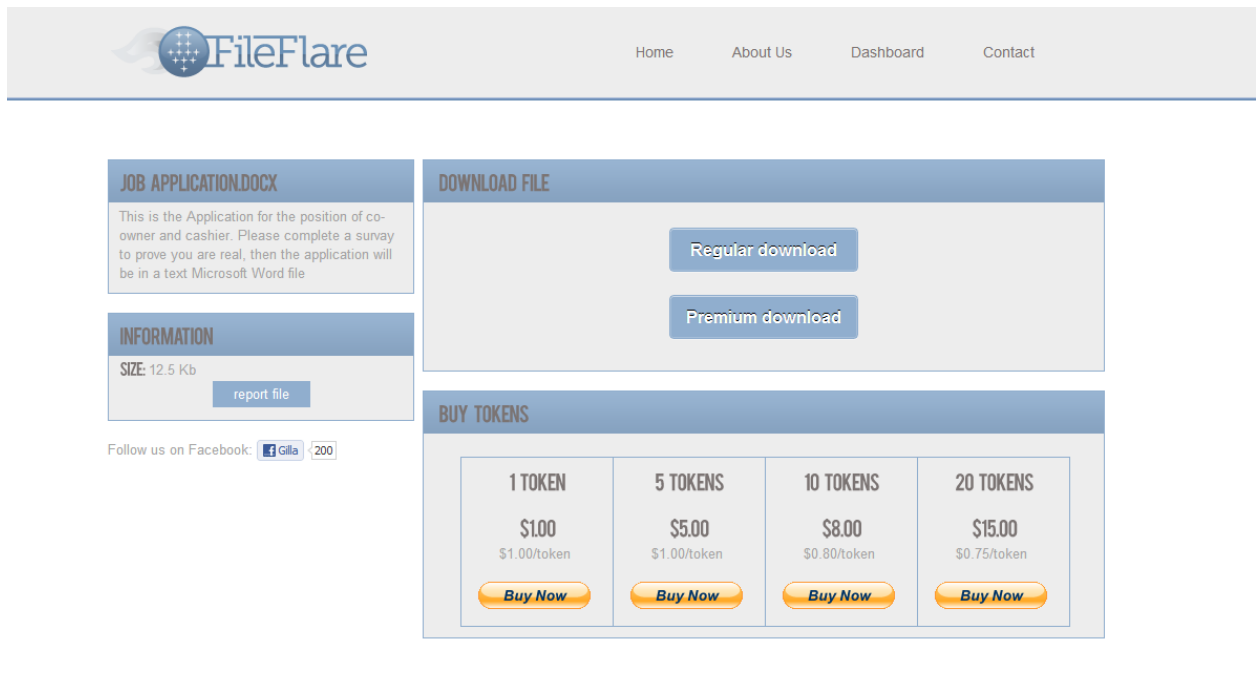 FileFlare
Home About Us Dashboard Contact
JOB APPLICATION.DOCX
This is the Application for the position of co-
owner and cashier. Please complete a survay
to prove you are real, then the application will
be in a text Microsoft Word file
INFORMATION
SIZE: 12.5 Kb
report file
Follow us on Facebook: f Gilla 200
DOWNLOAD FILE
Regular download
Premium download
BUY TOKENS
1 TOKEN 5 TOKENS 10 TOKENS 20 TOKENS
$1.00 $5.00 $8.00 $15.00
$1.00/token $1.00/token $0.80/token $0.75/token
Buy Now Buy Now Buy Now Buy Now